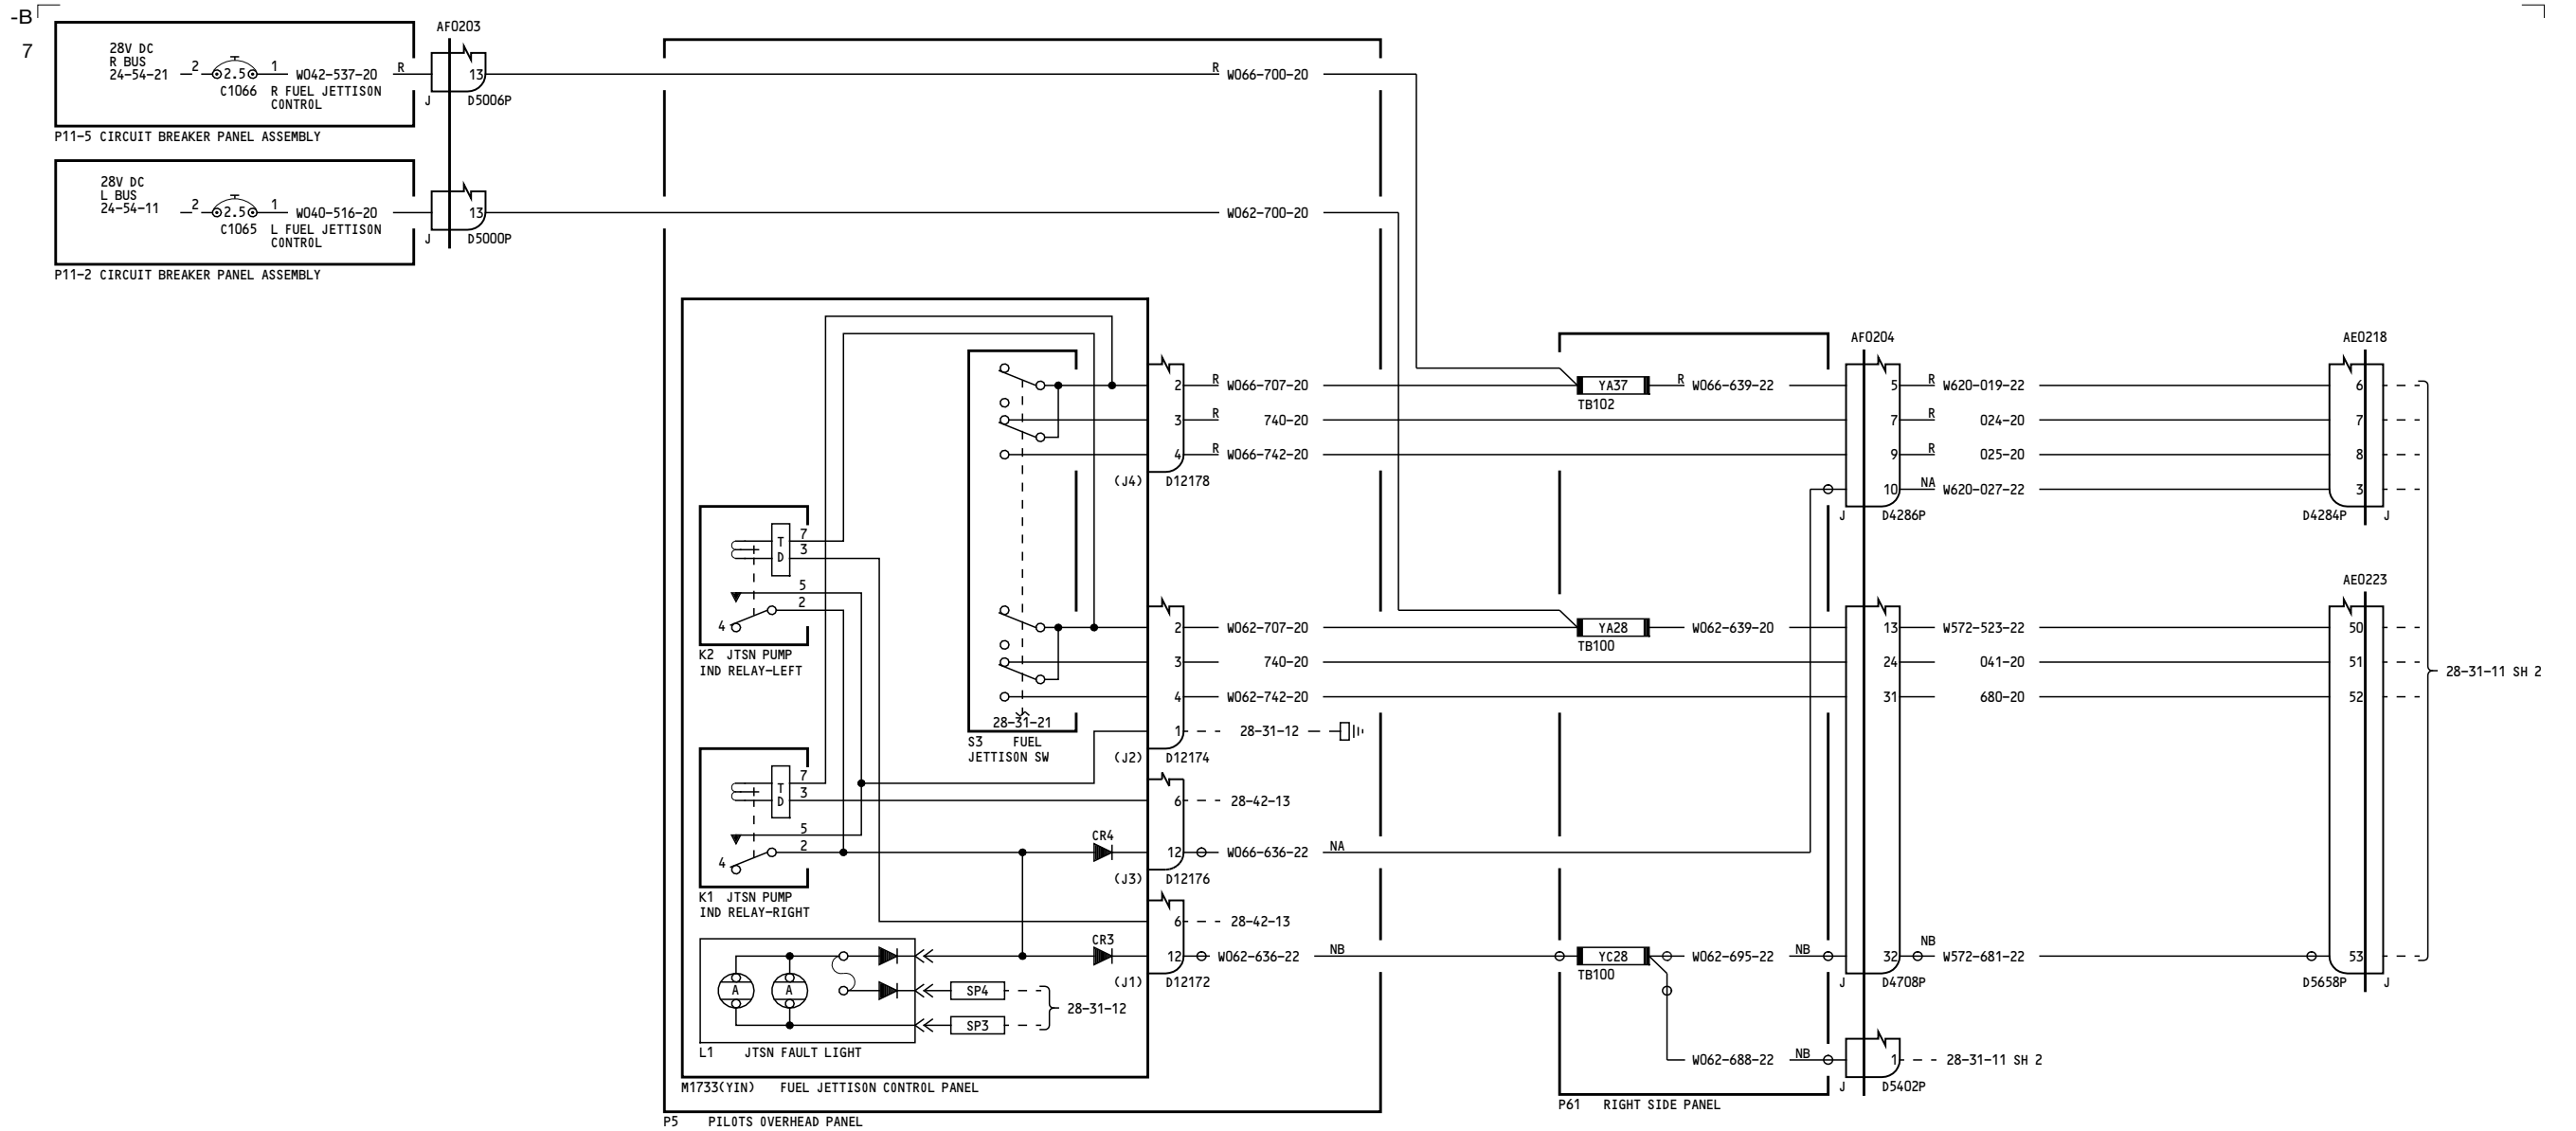 -B
7
28V DC
R BUS
24-54-21
2
2.5
1
W042-537-20
R
C1066
R FUEL JETTISON
CONTROL
P11-5 CIRCUIT BREAKER PANEL ASSEMBLY
AF0203
13
J
D5006P
R
W066-700-20
28V DC
L BUS
24-54-11
2
2.5
1
W040-516-20
C1065
L FUEL JETTISON
CONTROL
P11-2 CIRCUIT BREAKER PANEL ASSEMBLY
13
J
D5000P
W062-700-20
2
R
W066-707-20
3
R
740-20
4
R
W066-742-20
(J4)
D12178
28-31-21
S3 FUEL
JETTISON SW
T
D
7
3
5
2
4
K2 JTSN PUMP
IND RELAY-LEFT
2
W062-707-20
3
740-20
4
W062-742-20
1
28-31-12
(J2)
D12174
T
D
7
3
5
2
4
K1 JTSN PUMP
IND RELAY-RIGHT
6
28-42-13
CR4
12
W066-636-22
NA
(J3)
D12176
6
28-42-13
CR3
12
W062-636-22
NB
(J1)
D12172
A
A
SP4
SP3
28-31-12
L1 JTSN FAULT LIGHT
M1733(YIN) FUEL JETTISON CONTROL PANEL
P5 PILOTS OVERHEAD PANEL
YA37
TB102
R
W066-639-22
YA28
TB100
W062-639-20
YC28
TB100
W062-695-22
NB
W062-688-22
NB
P61 RIGHT SIDE PANEL
AF0204
5
R
W620-019-22
7
R
024-20
9
R
025-20
10
NA
W620-027-22
J
D4286P
13
W572-523-22
24
041-20
31
680-20
32
NB
W572-681-22
J
D4708P
1
28-31-11 SH 2
J
D5402P
AE0218
6
7
8
3
D4284P
J
AE0223
50
51
52
53
D5658P
J
28-31-11 SH 2